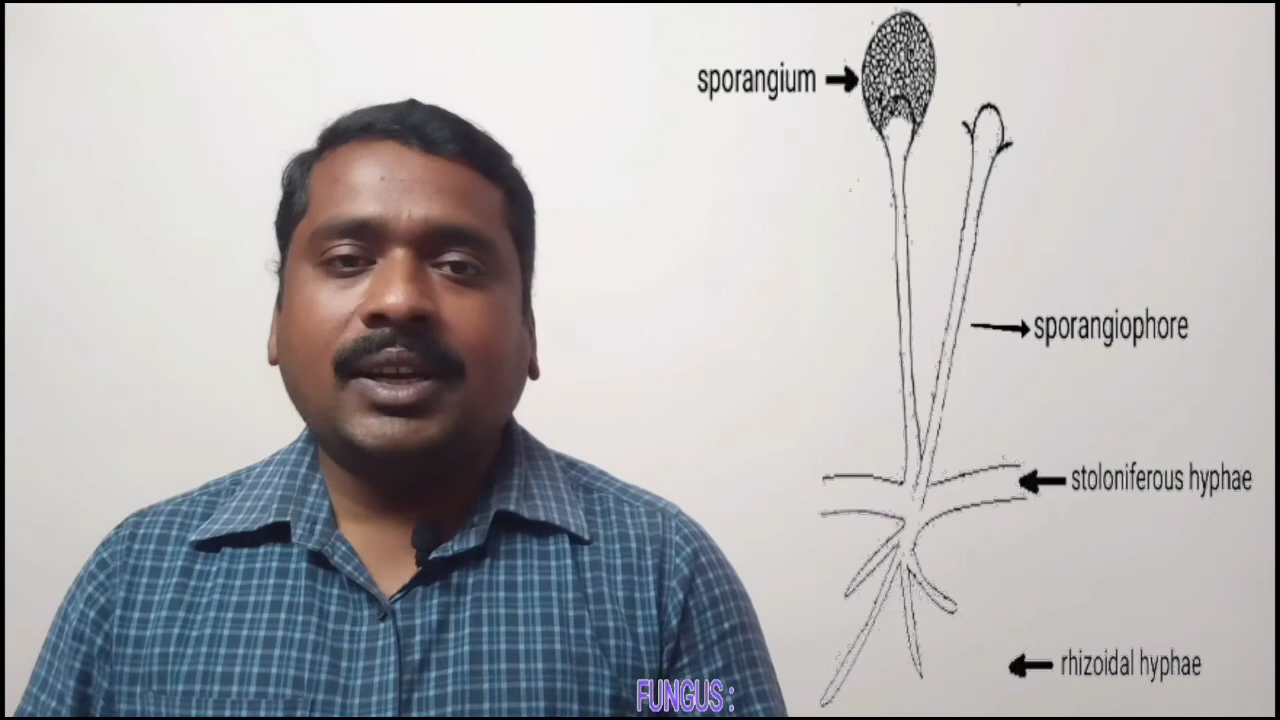 sporangium
sporangiophore
stoloniferous hyphae
rhizoidal hyphae
FUNGUS :